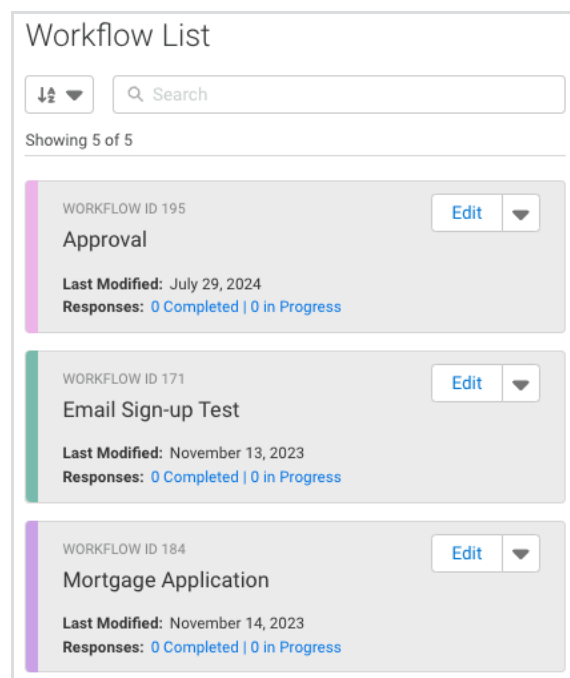 Workflow List
Search
Showing 5 of 5
WORKFLOW ID 195
Edit
Approval
Last Modified: July 29, 2024
Responses: 0 Completed | 0 in Progress
WORKFLOW ID 171
Edit
Email Sign-up Test
Last Modified: November 13, 2023
Responses: 0 Completed | 0 in Progress
WORKFLOW ID 184
Edit
Mortgage Application
Last Modified: November 14, 2023
Responses: 0 Completed | 0 in Progress